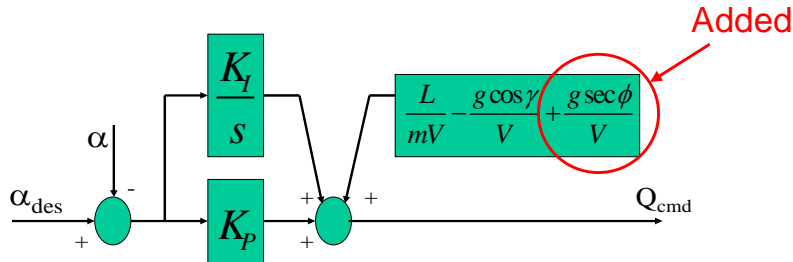 Added
K_I / s
L / mV − g cos γ / V + g sec ϕ / V
α
-
α_des
+
K_P
+
+
+
Q_cmd